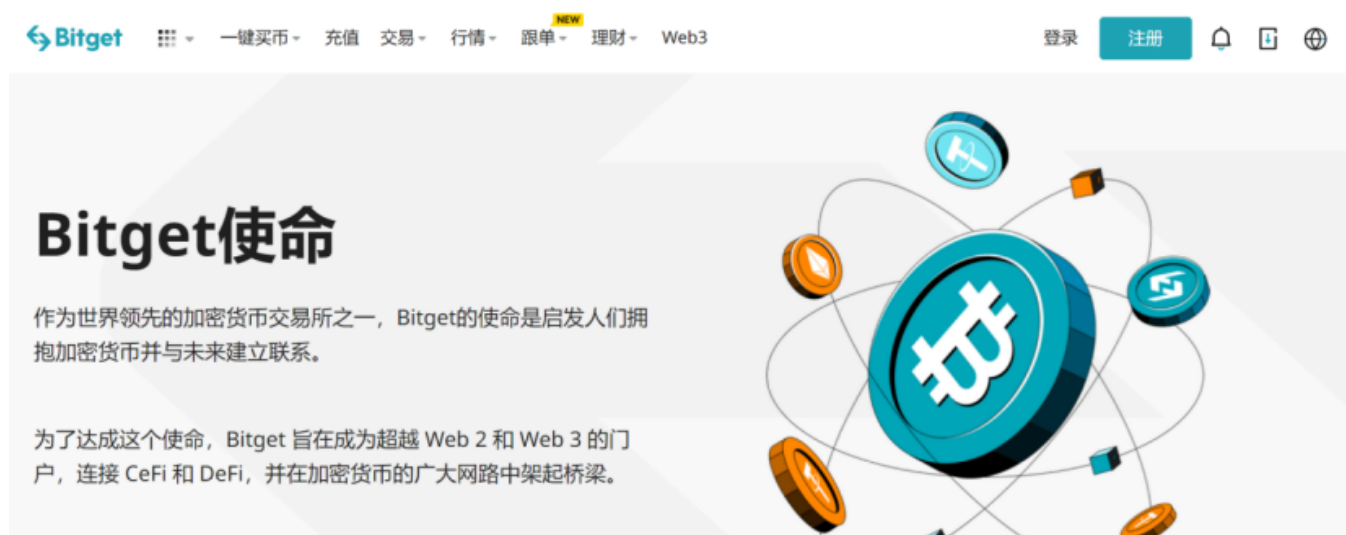 Bitget 一键买币 充值 交易 行情 跟单 NEW 理财 Web3 登录 注册
Bitget使命
作为世界领先的加密货币交易所之一，Bitget的使命是启发人们拥
抱加密货币并与未来建立联系。
为了达成这个使命，Bitget 旨在成为超越 Web 2 和 Web 3 的门
户，连接 CeFi 和 DeFi，并在加密货币的广大网路中架起桥梁。